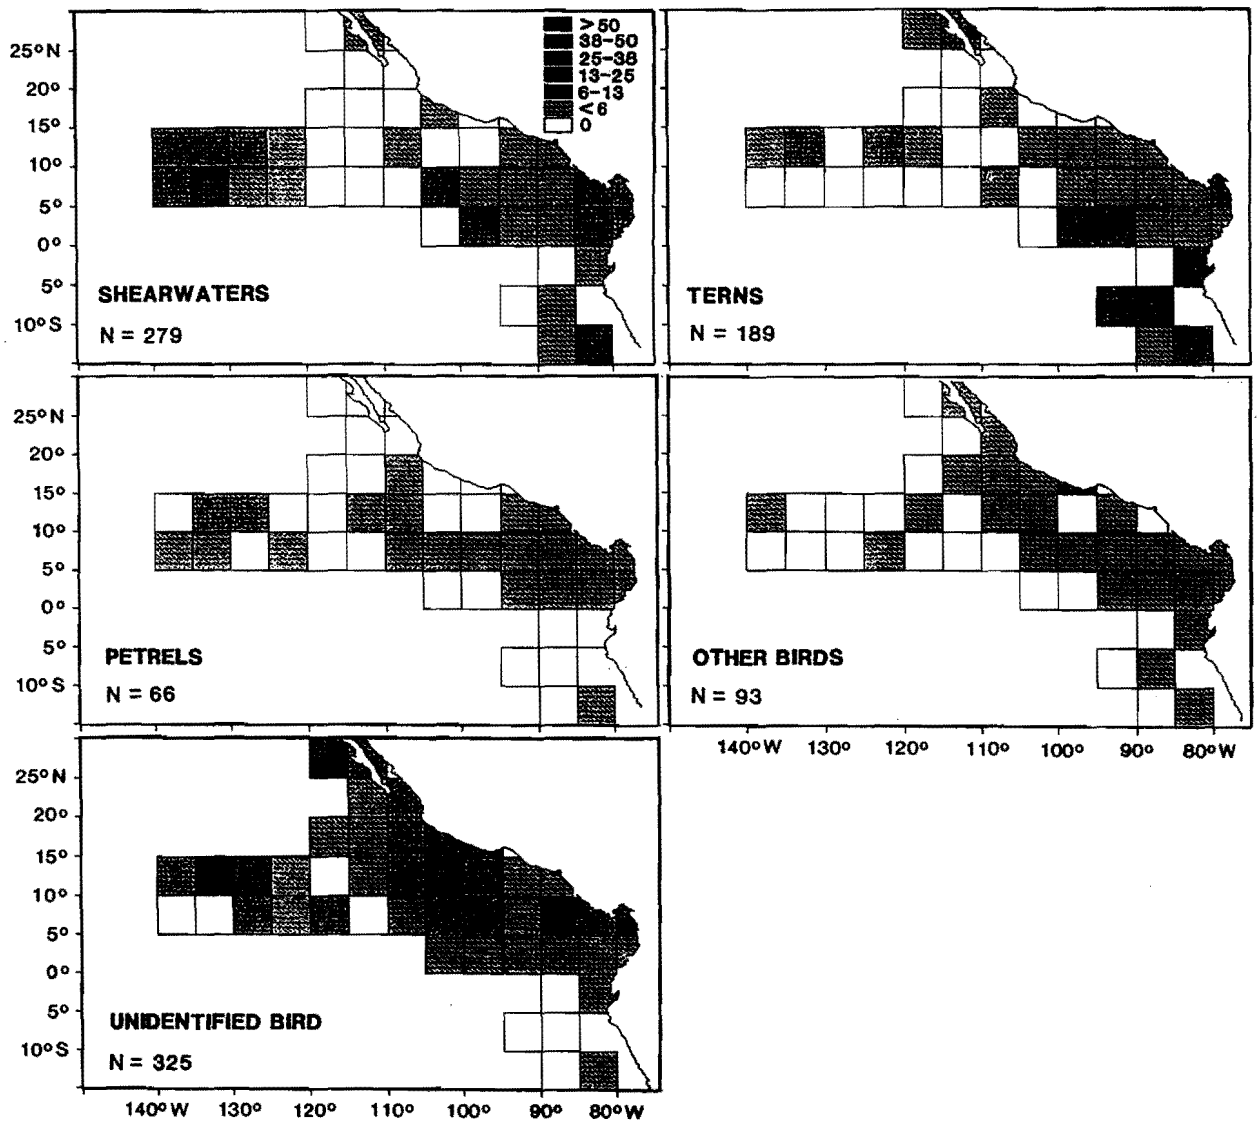 25°N
20°
15°
10°
5°
0°
5°
10°S
>50
38-50
25-38
13-25
6-13
<6
0
SHEARWATERS
N = 279
TERNS
N = 189
25°N
20°
15°
10°
5°
0°
5°
10°S
PETRELS
N = 66
OTHER BIRDS
N = 93
140°W 130° 120° 110° 100° 90° 80°W
25°N
20°
15°
10°
5°
0°
5°
10°S
UNIDENTIFIED BIRD
N = 325
140°W 130° 120° 110° 100° 90° 80°W